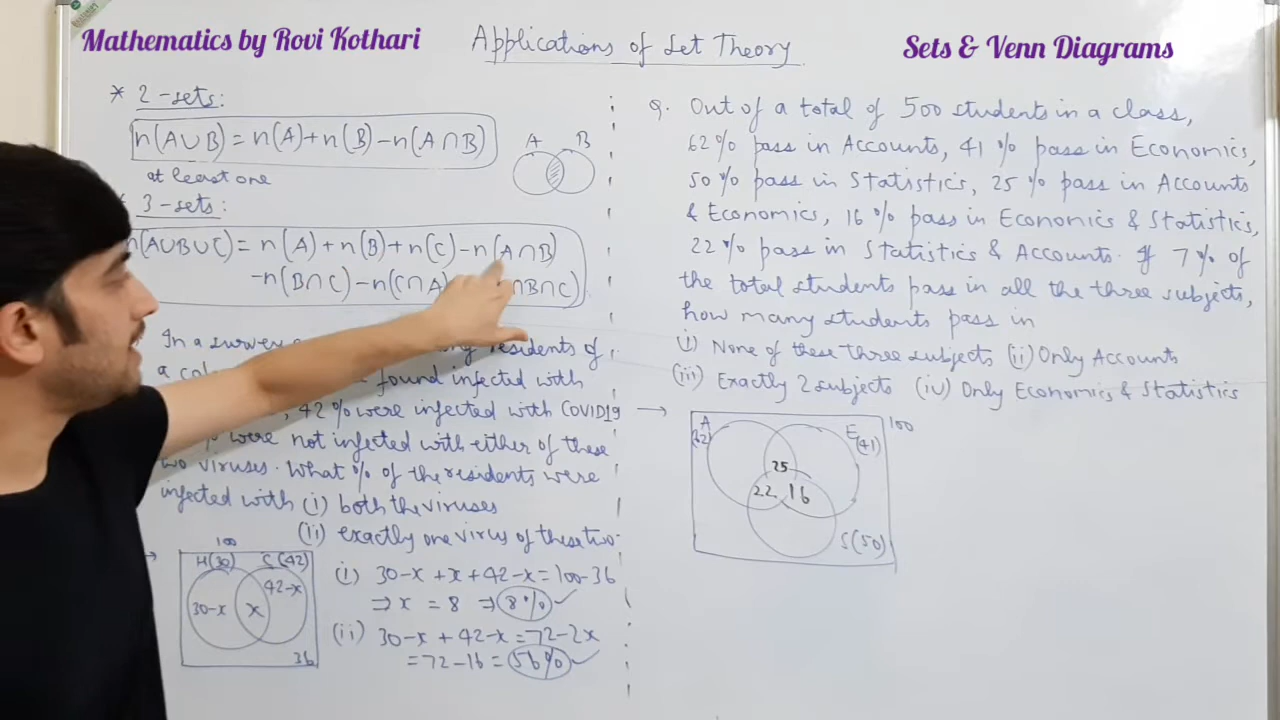 Mathematics by Rovi Kothari
Applications of Set Theory
Sets & Venn Diagrams
* 2-sets:
n(A∪B) = n(A)+n(B)-n(A∩B)
at least one
A B
3-sets:
(A∪B∪C) = n(A)+n(B)+n(C)-n(A∩B)
-n(B∩C)-n(C∩A) ∩B∩C)
In a survey residents of
a found infected with
, 42% were infected with COVID19
were not infected with either of these
two viruses. What % of the residents were
infected with (i) both the viruses
(ii) exactly one virus of these two.
100
H(30) C(42)
30-x x 42-x
36
(i) 30-x+x+42-x=100-36
⇒ x = 8 ⇒ 8% ✓
(ii) 30-x+42-x=72-2x
=72-16=56% ✓
Q. Out of a total of 500 students in a class,
62% pass in Accounts, 41% pass in Economics,
50% pass in Statistics, 25% pass in Accounts
& Economics, 16% pass in Economics & Statistics,
22% pass in Statistics & Accounts. If 7% of
the total students pass in all the three subjects,
how many students pass in
(i) None of these three subjects (ii) Only Accounts
(iii) Exactly 2 subjects (iv) Only Economics & Statistics
→
A (62) E (41) 100
25
22 16
S(50)